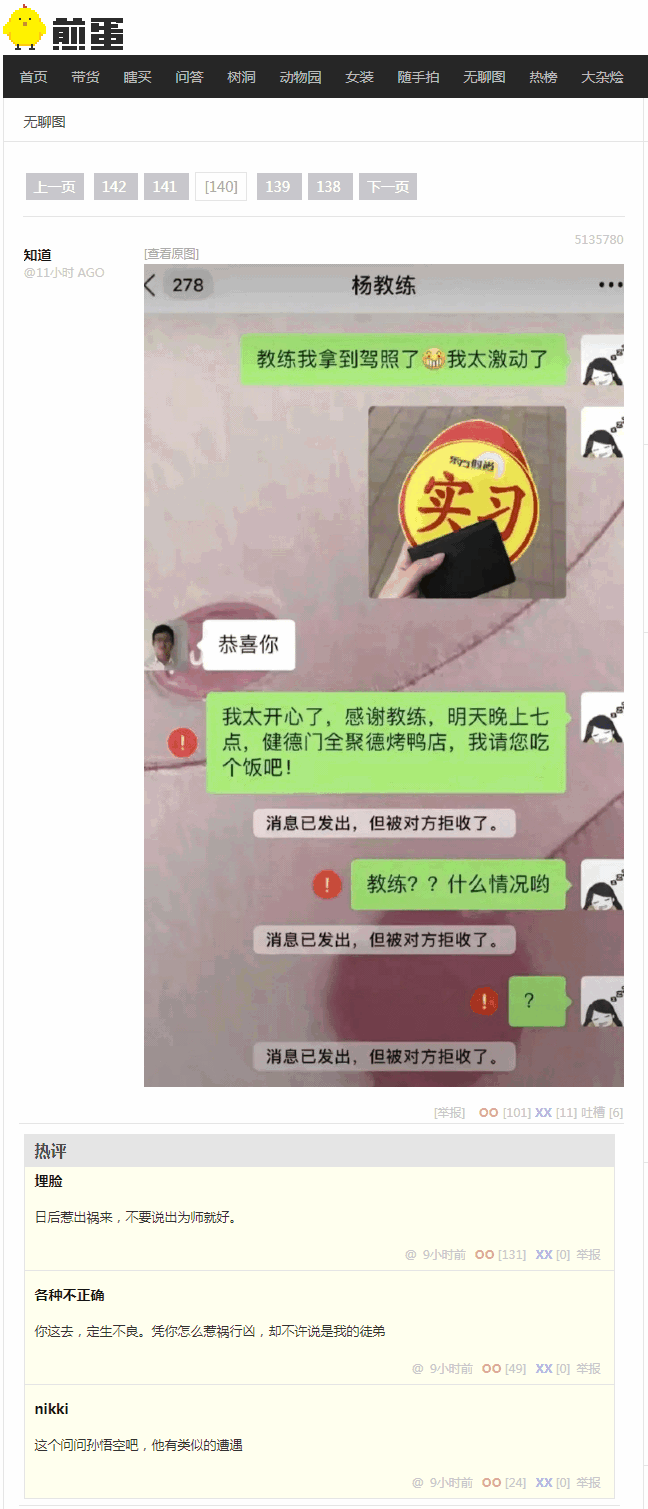 煎蛋
首页 带货 瞎买 问答 树洞 动物园 女装 随手拍 无聊图 热榜 大杂烩
无聊图
上一页 142 141 [140] 139 138 下一页
5135780
知道
@11小时 AGO
[查看原图]
278 杨教练
教练我拿到驾照了😁我太激动了
东方时尚
实习
恭喜你
我太开心了，感谢教练，明天晚上七
点，健德门全聚德烤鸭店，我请您吃
个饭吧！
消息已发出，但被对方拒收了。
教练？？什么情况哟
消息已发出，但被对方拒收了。
？
消息已发出，但被对方拒收了。
[举报] OO [101] XX [11] 吐槽 [6]
热评
埋脸
日后惹出祸来，不要说出为师就好。
@ 9小时前 OO [131] XX [0] 举报
各种不正确
你这去，定生不良。凭你怎么惹祸行凶，却不许说是我的徒弟
@ 9小时前 OO [49] XX [0] 举报
nikki
这个问问孙悟空吧，他有类似的遭遇
@ 9小时前 OO [24] XX [0] 举报